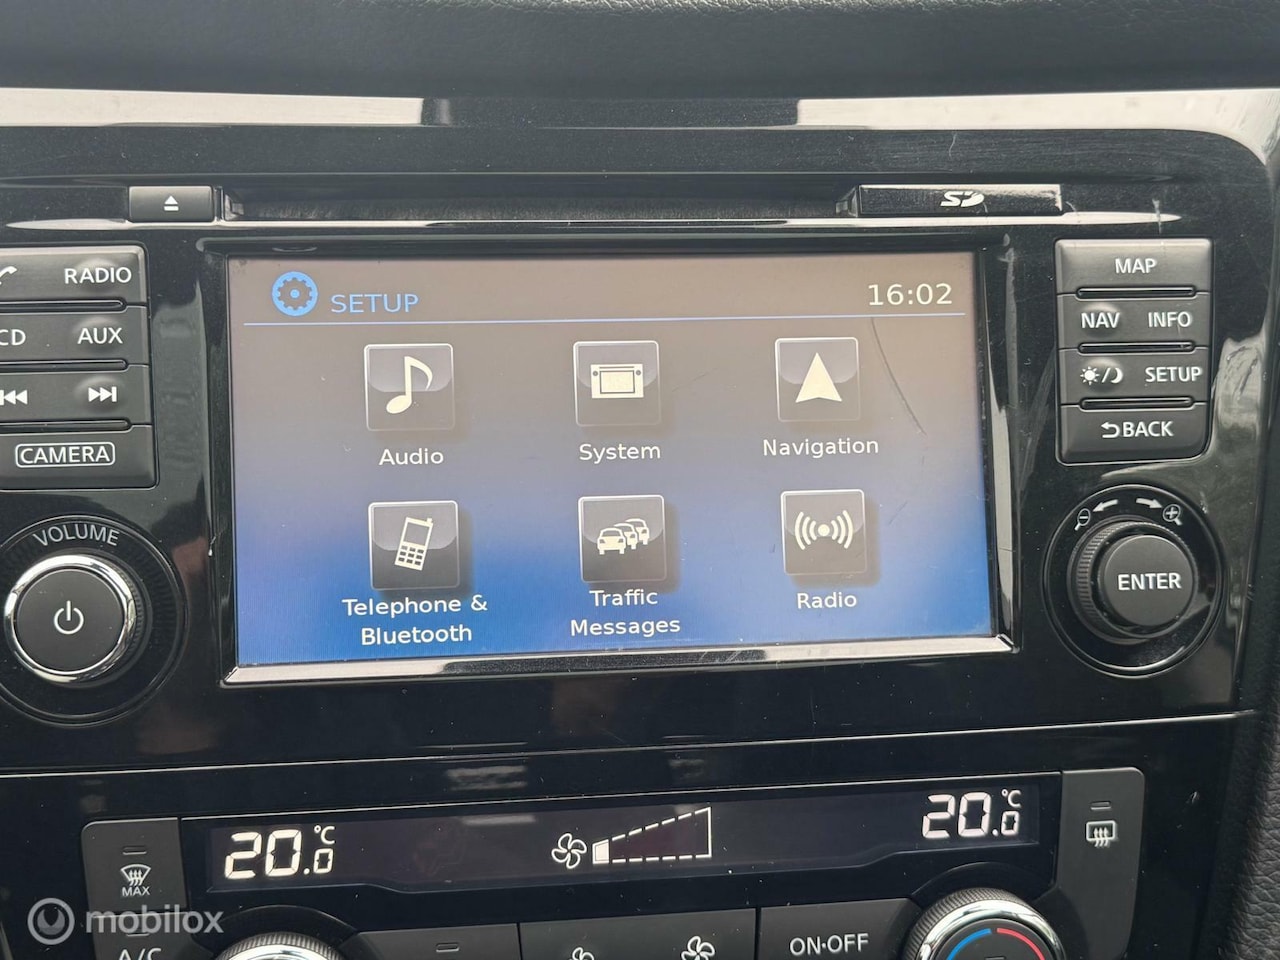 SD
RADIO
CD AUX
CAMERA
VOLUME
SETUP 16:02
Audio
System
Navigation
Telephone &
Bluetooth
Traffic
Messages
Radio
MAP
NAV INFO
SETUP
BACK
ENTER
20.0 °C
20.0 °C
MAX
A/C
ON·OFF
mobilox